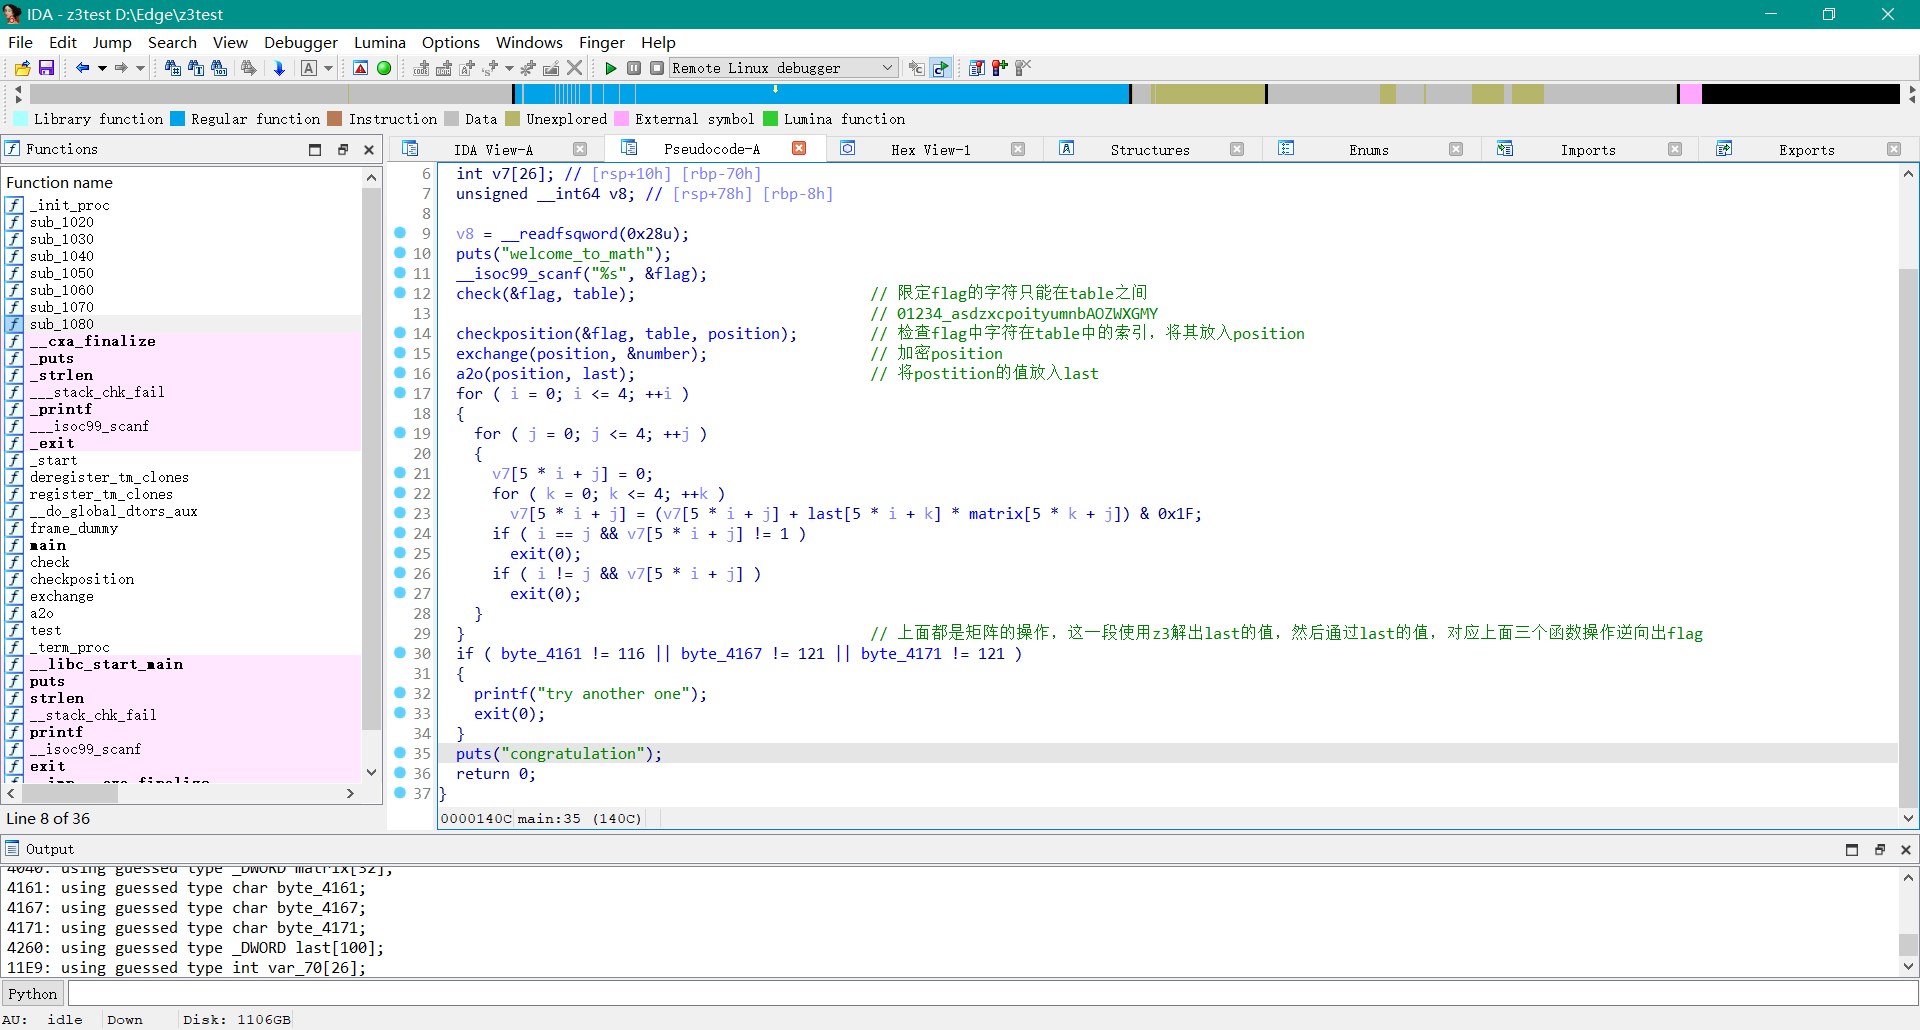 IDA - z3test D:\Edge\z3test
File Edit Jump Search View Debugger Lumina Options Windows Finger Help
Remote Linux debugger
Library function Regular function Instruction Data Unexplored External symbol Lumina function
Functions
IDA View-A Pseudocode-A Hex View-1 Structures Enums Imports Exports
Function name
_init_proc
sub_1020
sub_1030
sub_1040
sub_1050
sub_1060
sub_1070
sub_1080
__cxa_finalize
_puts
_strlen
___stack_chk_fail
_printf
___isoc99_scanf
_exit
_start
deregister_tm_clones
register_tm_clones
__do_global_dtors_aux
frame_dummy
main
check
checkposition
exchange
a2o
test
_term_proc
__libc_start_main
puts
strlen
__stack_chk_fail
printf
__isoc99_scanf
exit
Line 8 of 36
6 int v7[26]; // [rsp+10h] [rbp-70h]
7 unsigned __int64 v8; // [rsp+78h] [rbp-8h]
8
9 v8 = __readfsqword(0x28u);
10 puts("welcome_to_math");
11 __isoc99_scanf("%s", &flag);
12 check(&flag, table); // 限定flag的字符只能在table之间
13 // 01234_asdzxcpoityumnbAOZWXGMY
14 checkposition(&flag, table, position); // 检查flag中字符在table中的索引，将其放入position
15 exchange(position, &number); // 加密position
16 a2o(position, last); // 将postition的值放入last
17 for ( i = 0; i <= 4; ++i )
18 {
19 for ( j = 0; j <= 4; ++j )
20 {
21 v7[5 * i + j] = 0;
22 for ( k = 0; k <= 4; ++k )
23 v7[5 * i + j] = (v7[5 * i + j] + last[5 * i + k] * matrix[5 * k + j]) & 0x1F;
24 if ( i == j && v7[5 * i + j] != 1 )
25 exit(0);
26 if ( i != j && v7[5 * i + j] )
27 exit(0);
28 }
29 } // 上面都是矩阵的操作，这一段使用z3解出last的值，然后通过last的值，对应上面三个函数操作逆向出flag
30 if ( byte_4161 != 116 || byte_4167 != 121 || byte_4171 != 121 )
31 {
32 printf("try another one");
33 exit(0);
34 }
35 puts("congratulation");
36 return 0;
37 }
0000140C main:35 (140C)
Output
4040: using guessed type _DWORD matrix[32];
4161: using guessed type char byte_4161;
4167: using guessed type char byte_4167;
4171: using guessed type char byte_4171;
4260: using guessed type _DWORD last[100];
11E9: using guessed type int var_70[26];
Python
AU: idle Down Disk: 1106GB